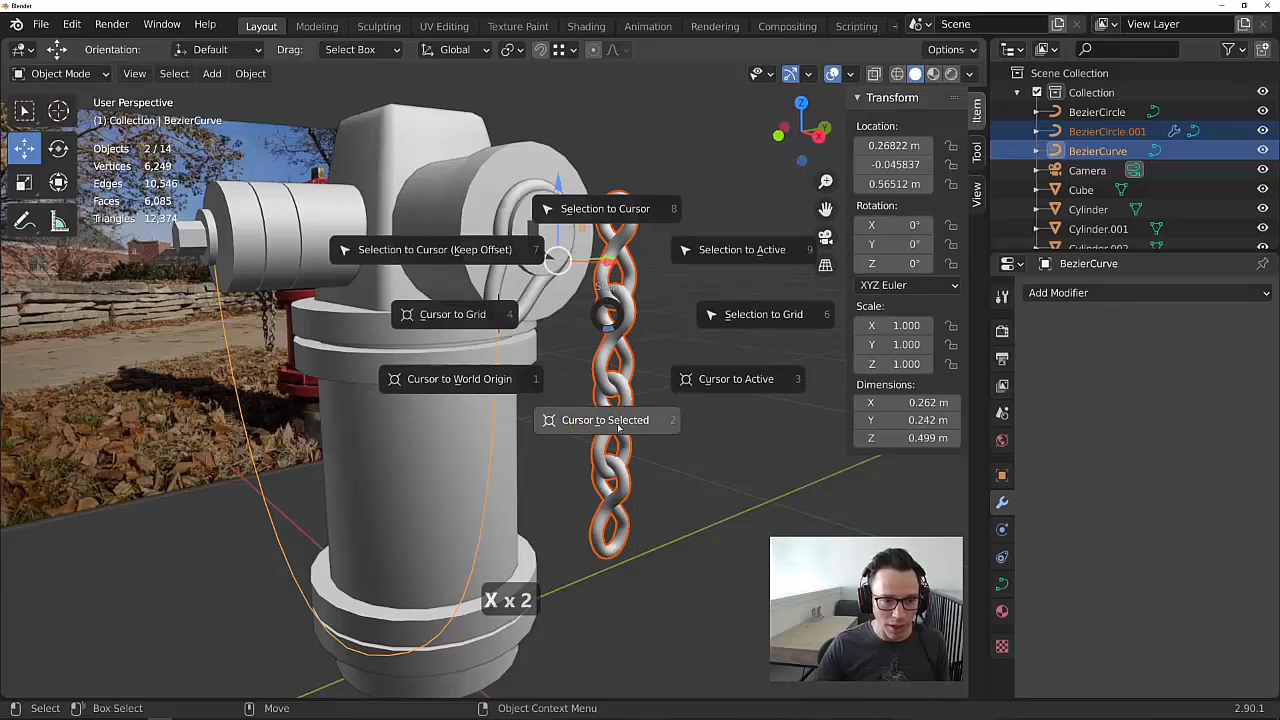 Blender
File Edit Render Window Help
Layout Modeling Sculpting UV Editing Texture Paint Shading Animation Rendering Compositing Scripting
Scene
View Layer
Orientation: Default Drag: Select Box Global Options
Object Mode View Select Add Object
User Perspective
(1) Collection | BezierCurve
Objects 2 / 14
Vertices 6,249
Edges 10,546
Faces 6,085
Triangles 12,374
Selection to Cursor 8
Selection to Cursor (Keep Offset) 7
Selection to Active 9
Cursor to Grid 4
Selection to Grid 6
Cursor to World Origin 1
Cursor to Active 3
Cursor to Selected 2
X x 2
Z
X
Transform
Location:
0.26822 m
-0.045837
0.56512 m
Rotation:
X 0°
Y 0°
Z 0°
XYZ Euler
Scale:
X 1.000
Y 1.000
Z 1.000
Dimensions:
X 0.262 m
Y 0.242 m
Z 0.499 m
Item
Tool
View
Scene Collection
Collection
BezierCircle
BezierCircle.001
BezierCurve
Camera
Cube
Cylinder
Cylinder.001
Cylinder.002
BezierCurve
Add Modifier
Select Box Select Move Object Context Menu 2.90.1